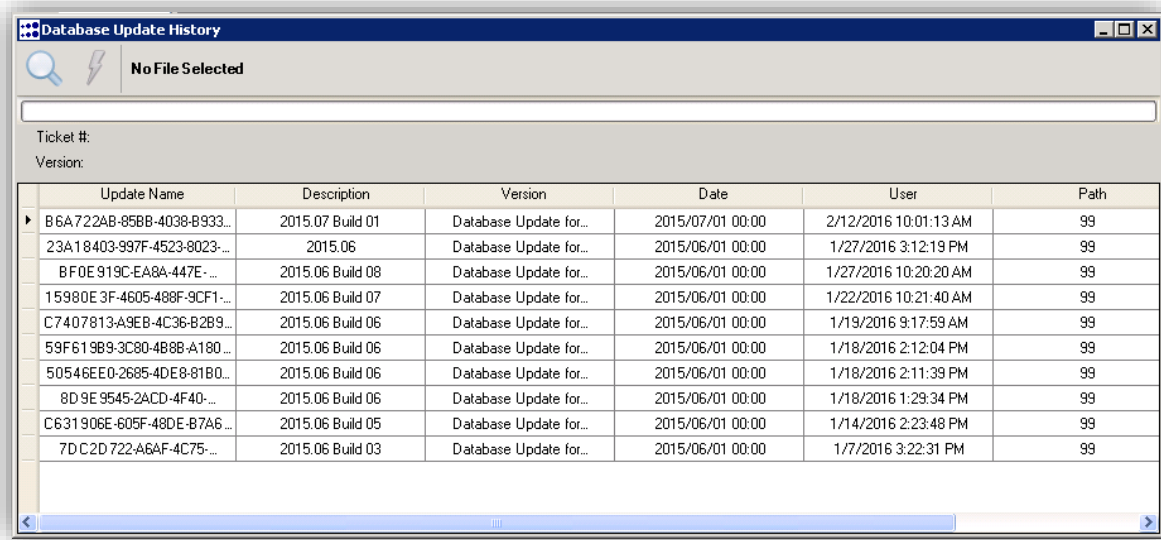 Database Update History
No File Selected
Ticket #:
Version:
Update Name Description Version Date User Path
B6A722AB-85BB-4038-B933... 2015.07 Build 01 Database Update for... 2015/07/01 00:00 2/12/2016 10:01:13 AM 99
23A18403-997F-4523-8023-... 2015.06 Database Update for... 2015/06/01 00:00 1/27/2016 3:12:19 PM 99
BF0E919C-EA8A-447E-... 2015.06 Build 08 Database Update for... 2015/06/01 00:00 1/27/2016 10:20:20 AM 99
15980E3F-4605-488F-9CF1-... 2015.06 Build 07 Database Update for... 2015/06/01 00:00 1/22/2016 10:21:40 AM 99
C7407813-A9EB-4C36-B2B9... 2015.06 Build 06 Database Update for... 2015/06/01 00:00 1/19/2016 9:17:59 AM 99
59F619B9-3C80-4B8B-A180... 2015.06 Build 06 Database Update for... 2015/06/01 00:00 1/18/2016 2:12:04 PM 99
50546EE0-2685-4DE8-81B0... 2015.06 Build 06 Database Update for... 2015/06/01 00:00 1/18/2016 2:11:39 PM 99
8D9E9545-2ACD-4F40-... 2015.06 Build 06 Database Update for... 2015/06/01 00:00 1/18/2016 1:29:34 PM 99
C631906E-605F-48DE-B7A6... 2015.06 Build 05 Database Update for... 2015/06/01 00:00 1/14/2016 2:23:48 PM 99
7DC2D722-A6AF-4C75-... 2015.06 Build 03 Database Update for... 2015/06/01 00:00 1/7/2016 3:22:31 PM 99